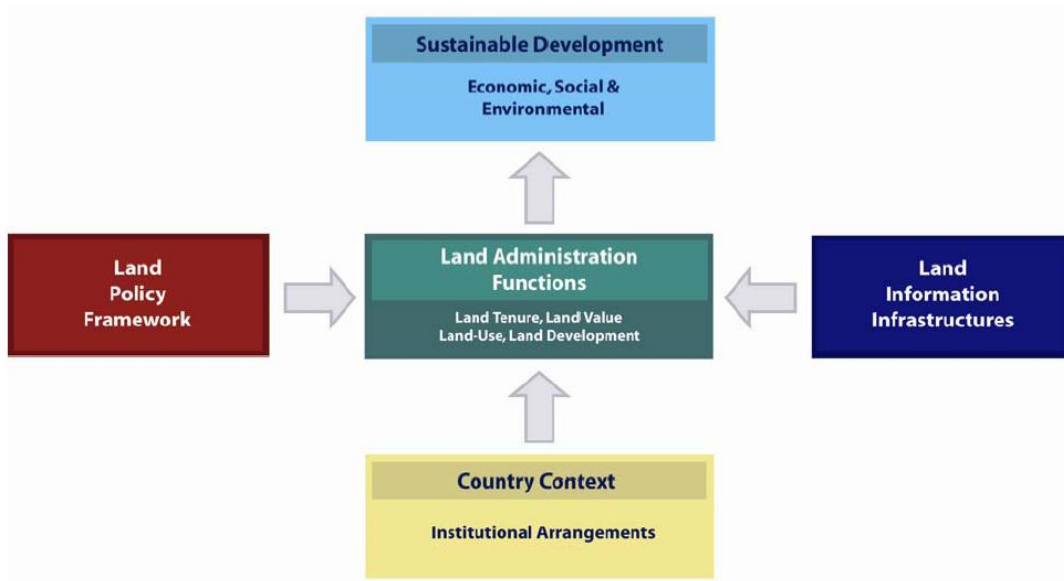 Sustainable Development
Economic, Social &
Environmental
Land
Policy
Framework
Land Administration
Functions
Land Tenure, Land Value
Land-Use, Land Development
Land
Information
Infrastructures
Country Context
Institutional Arrangements